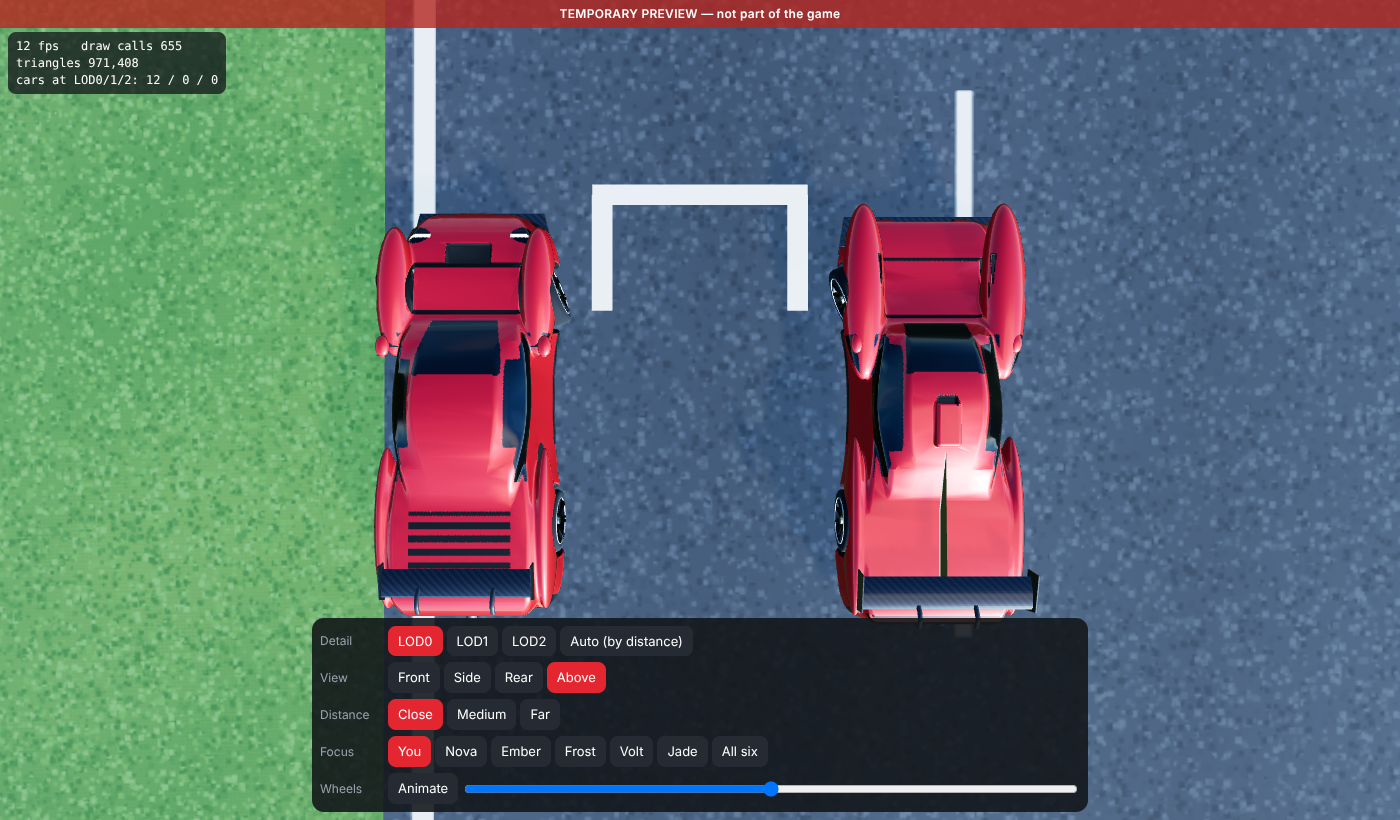 TEMPORARY PREVIEW — not part of the game
12 fps draw calls 655
triangles 971,408
cars at LOD0/1/2: 12 / 0 / 0
Detail LOD0 LOD1 LOD2 Auto (by distance)
View Front Side Rear Above
Distance Close Medium Far
Focus You Nova Ember Frost Volt Jade All six
Wheels Animate